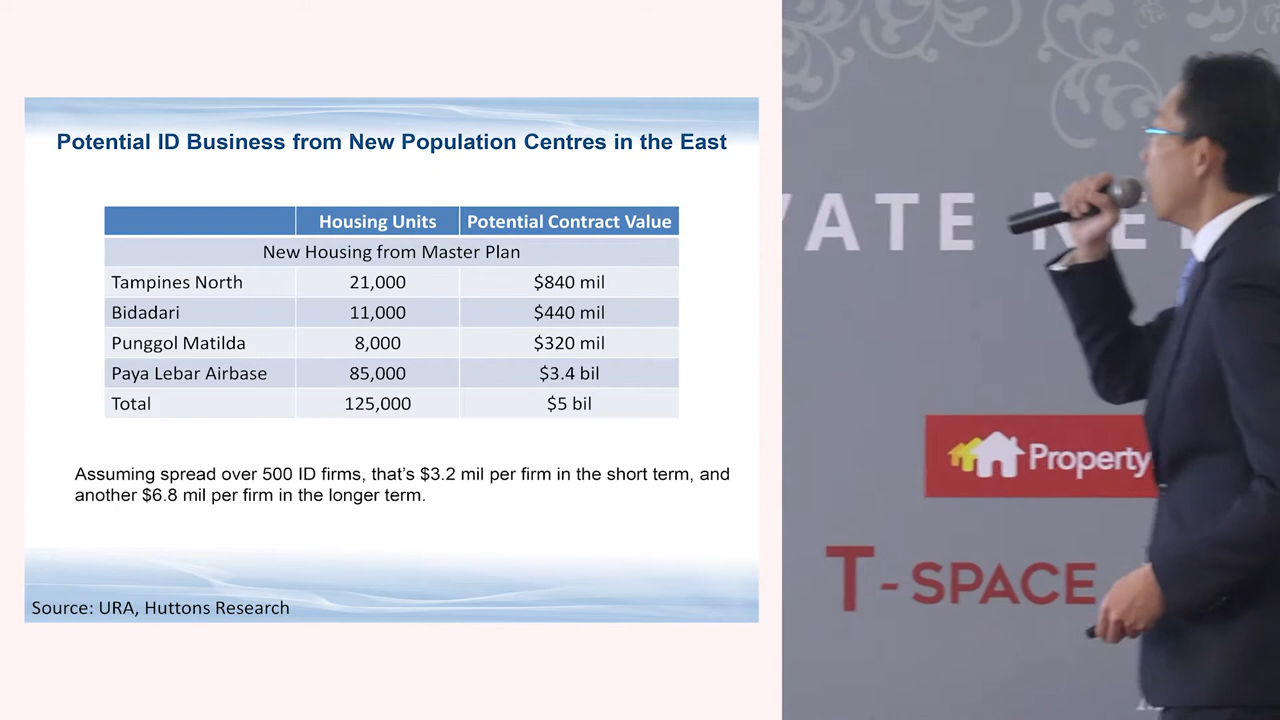 Potential ID Business from New Population Centres in the East
Housing Units Potential Contract Value
New Housing from Master Plan
Tampines North 21,000 $840 mil
Bidadari 11,000 $440 mil
Punggol Matilda 8,000 $320 mil
Paya Lebar Airbase 85,000 $3.4 bil
Total 125,000 $5 bil
Assuming spread over 500 ID firms, that's $3.2 mil per firm in the short term, and
another $6.8 mil per firm in the longer term.
Source: URA, Huttons Research
VATE NE
Property
T-SPACE